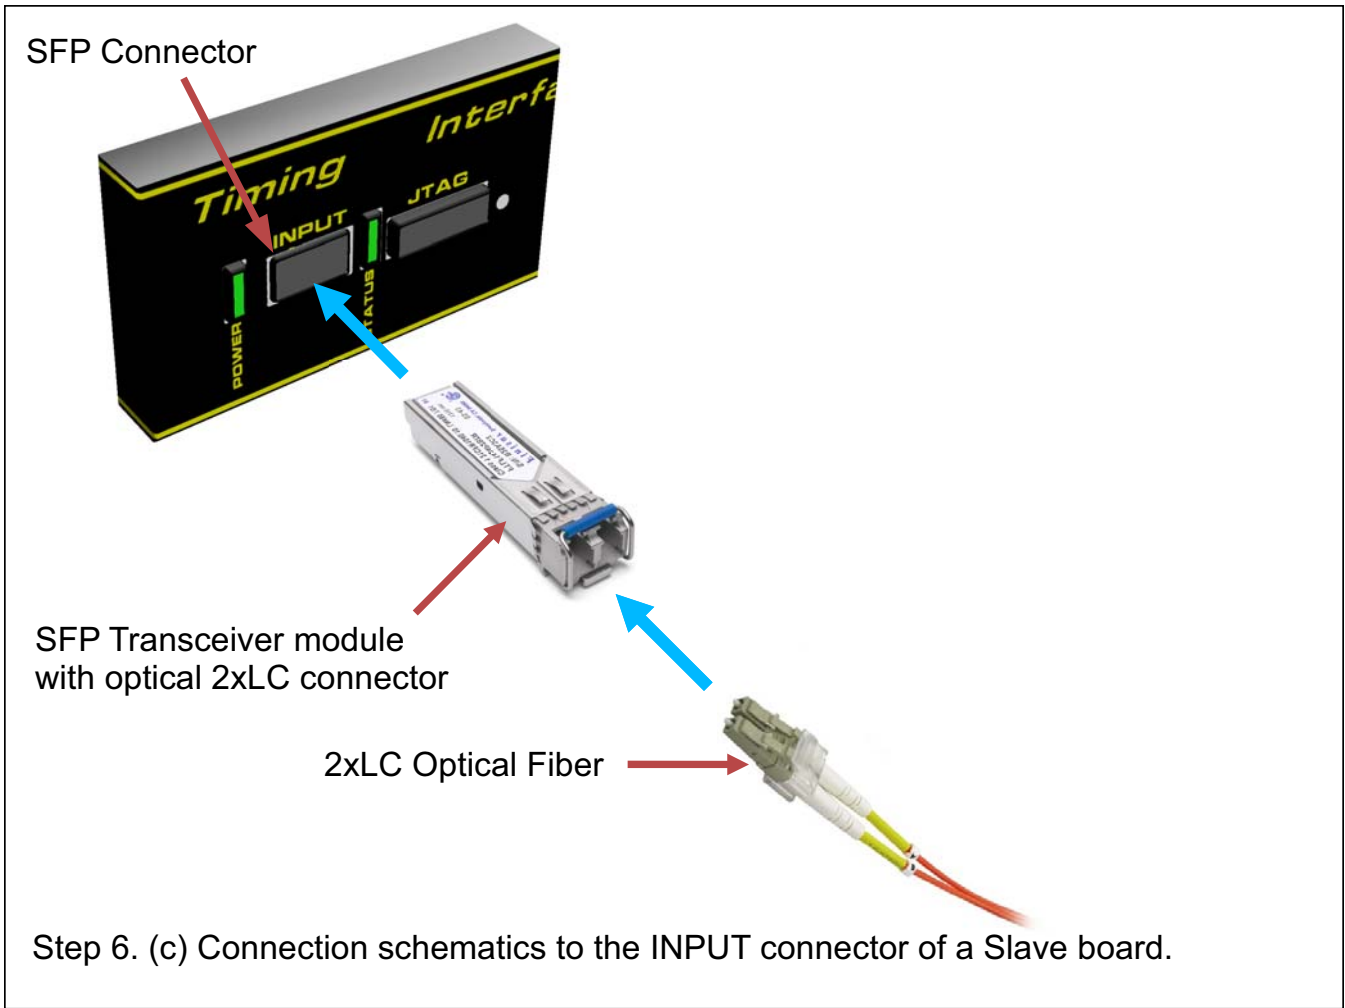 SFP Connector
Interfa
Timing
JTAG
INPUT
STATUS
POWER
SFP Transceiver module
with optical 2xLC connector
2xLC Optical Fiber
Step 6. (c) Connection schematics to the INPUT connector of a Slave board.